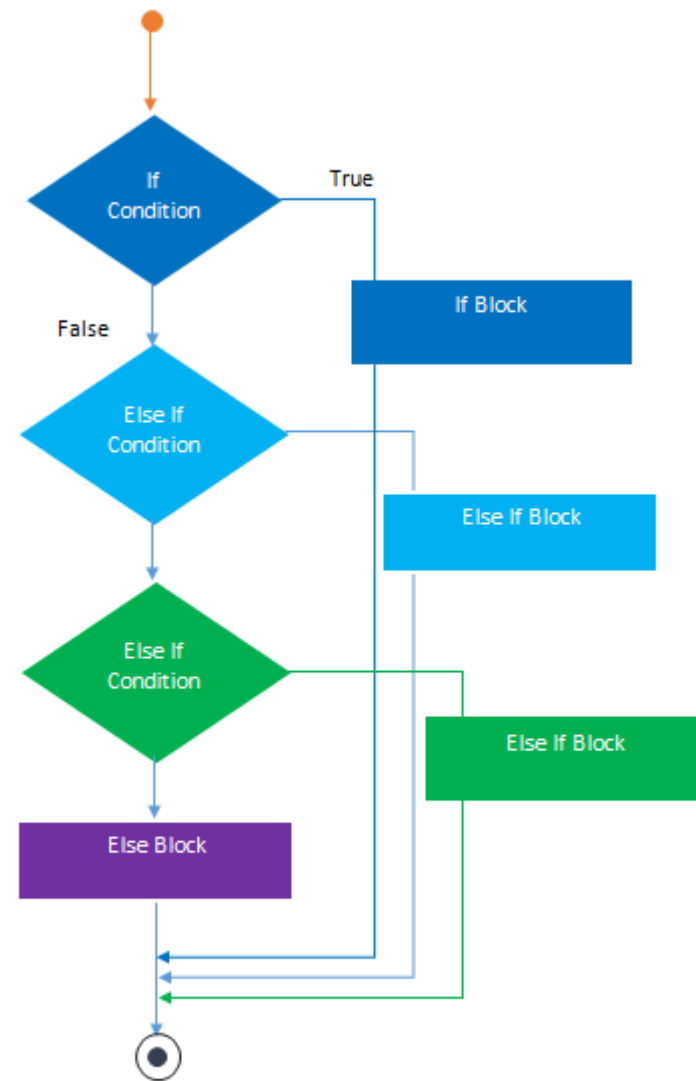 If
Condition
True
If Block
False
Else If
Condition
Else If Block
Else If
Condition
Else If Block
Else Block